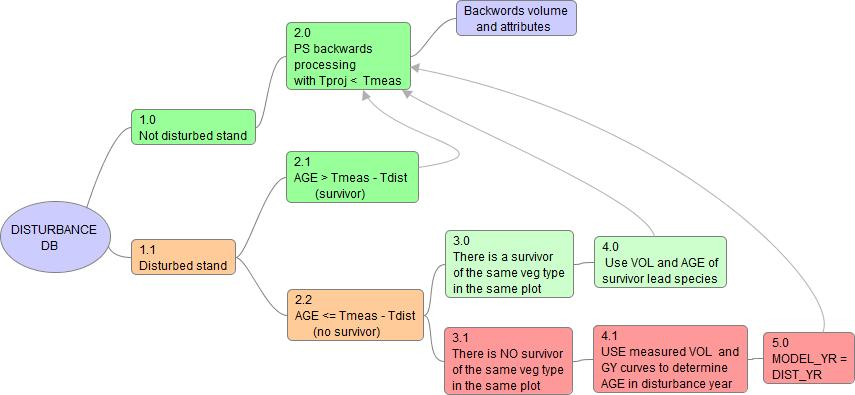 Backwords volume
and attributes
2.0
PS backwards
processing
with Tproj < Tmeas
1.0
Not disturbed stand
2.1
AGE > Tmeas - Tdist
(survivor)
DISTURBANCE
DB
1.1
Disturbed stand
3.0
There is a survivor
of the same veg type
in the same plot
4.0
Use VOL and AGE of
survivor lead species
2.2
AGE <= Tmeas - Tdist
(no survivor)
3.1
There is NO survivor
of the same veg type
in the same plot
4.1
USE measured VOL and
GY curves to determine
AGE in disturbance year
5.0
MODEL_YR =
DIST_YR